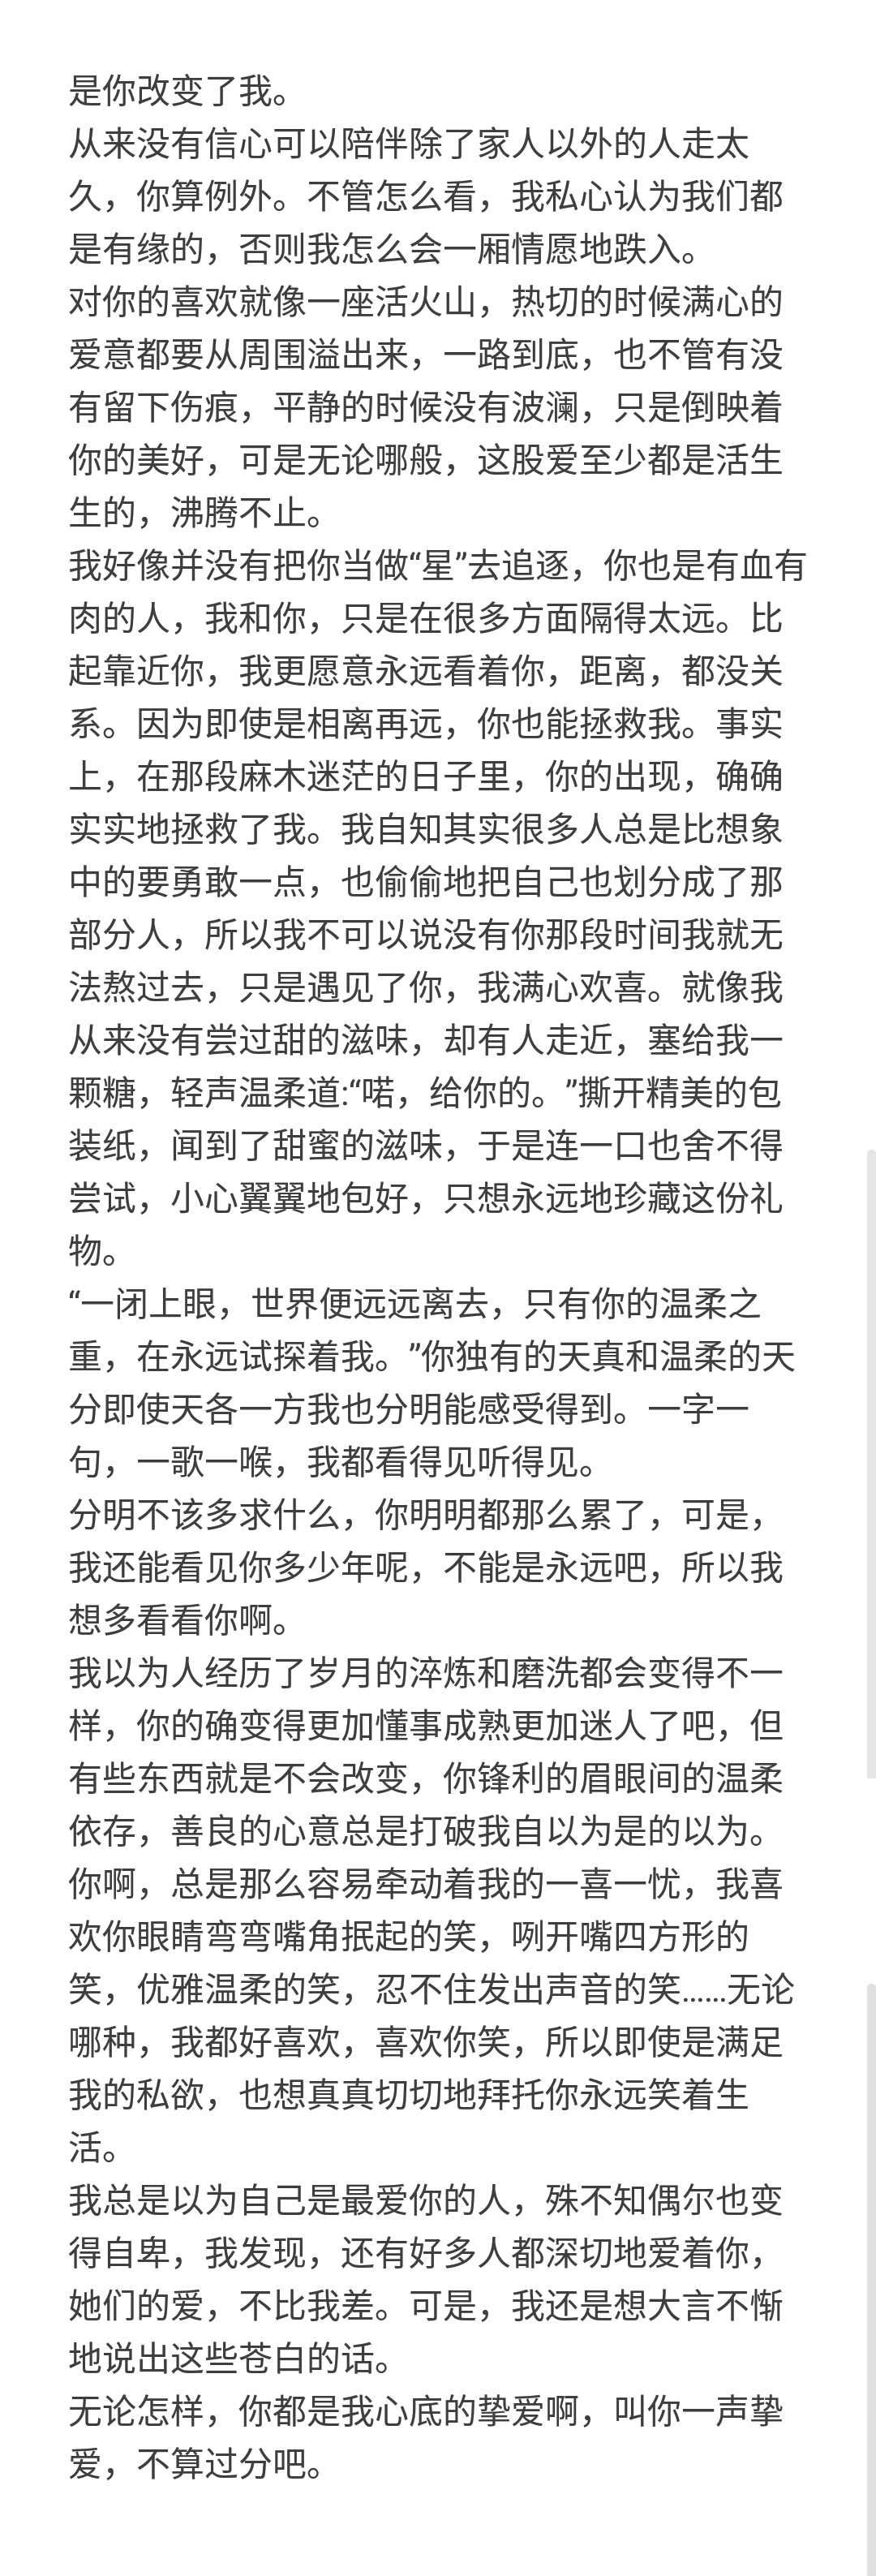 是你改变了我。
从来没有信心可以陪伴除了家人以外的人走太
久，你算例外。不管怎么看，我私心认为我们都
是有缘的，否则我怎么会一厢情愿地跌入。
对你的喜欢就像一座活火山，热切的时候满心的
爱意都要从周围溢出来，一路到底，也不管有没
有留下伤痕，平静的时候没有波澜，只是倒映着
你的美好，可是无论哪般，这股爱至少都是活生
生的，沸腾不止。
我好像并没有把你当做“星”去追逐，你也是有血有
肉的人，我和你，只是在很多方面隔得太远。比
起靠近你，我更愿意永远看着你，距离，都没关
系。因为即使是相离再远，你也能拯救我。事实
上，在那段麻木迷茫的日子里，你的出现，确确
实实地拯救了我。我自知其实很多人总是比想象
中的要勇敢一点，也偷偷地把自己也划分成了那
部分人，所以我不可以说没有你那段时间我就无
法熬过去，只是遇见了你，我满心欢喜。就像我
从来没有尝过甜的滋味，却有人走近，塞给我一
颗糖，轻声温柔道:“喏，给你的。”撕开精美的包
装纸，闻到了甜蜜的滋味，于是连一口也舍不得
尝试，小心翼翼地包好，只想永远地珍藏这份礼
物。
“一闭上眼，世界便远远离去，只有你的温柔之
重，在永远试探着我。”你独有的天真和温柔的天
分即使天各一方我也分明能感受得到。一字一
句，一歌一喉，我都看得见听得见。
分明不该多求什么，你明明都那么累了，可是，
我还能看见你多少年呢，不能是永远吧，所以我
想多看看你啊。
我以为人经历了岁月的淬炼和磨洗都会变得不一
样，你的确变得更加懂事成熟更加迷人了吧，但
有些东西就是不会改变，你锋利的眉眼间的温柔
依存，善良的心意总是打破我自以为是的以为。
你啊，总是那么容易牵动着我的一喜一忧，我喜
欢你眼睛弯弯嘴角抿起的笑，咧开嘴四方形的
笑，优雅温柔的笑，忍不住发出声音的笑......无论
哪种，我都好喜欢，喜欢你笑，所以即使是满足
我的私欲，也想真真切切地拜托你永远笑着生
活。
我总是以为自己是最爱你的人，殊不知偶尔也变
得自卑，我发现，还有好多人都深切地爱着你，
她们的爱，不比我差。可是，我还是想大言不惭
地说出这些苍白的话。
无论怎样，你都是我心底的挚爱啊，叫你一声挚
爱，不算过分吧。